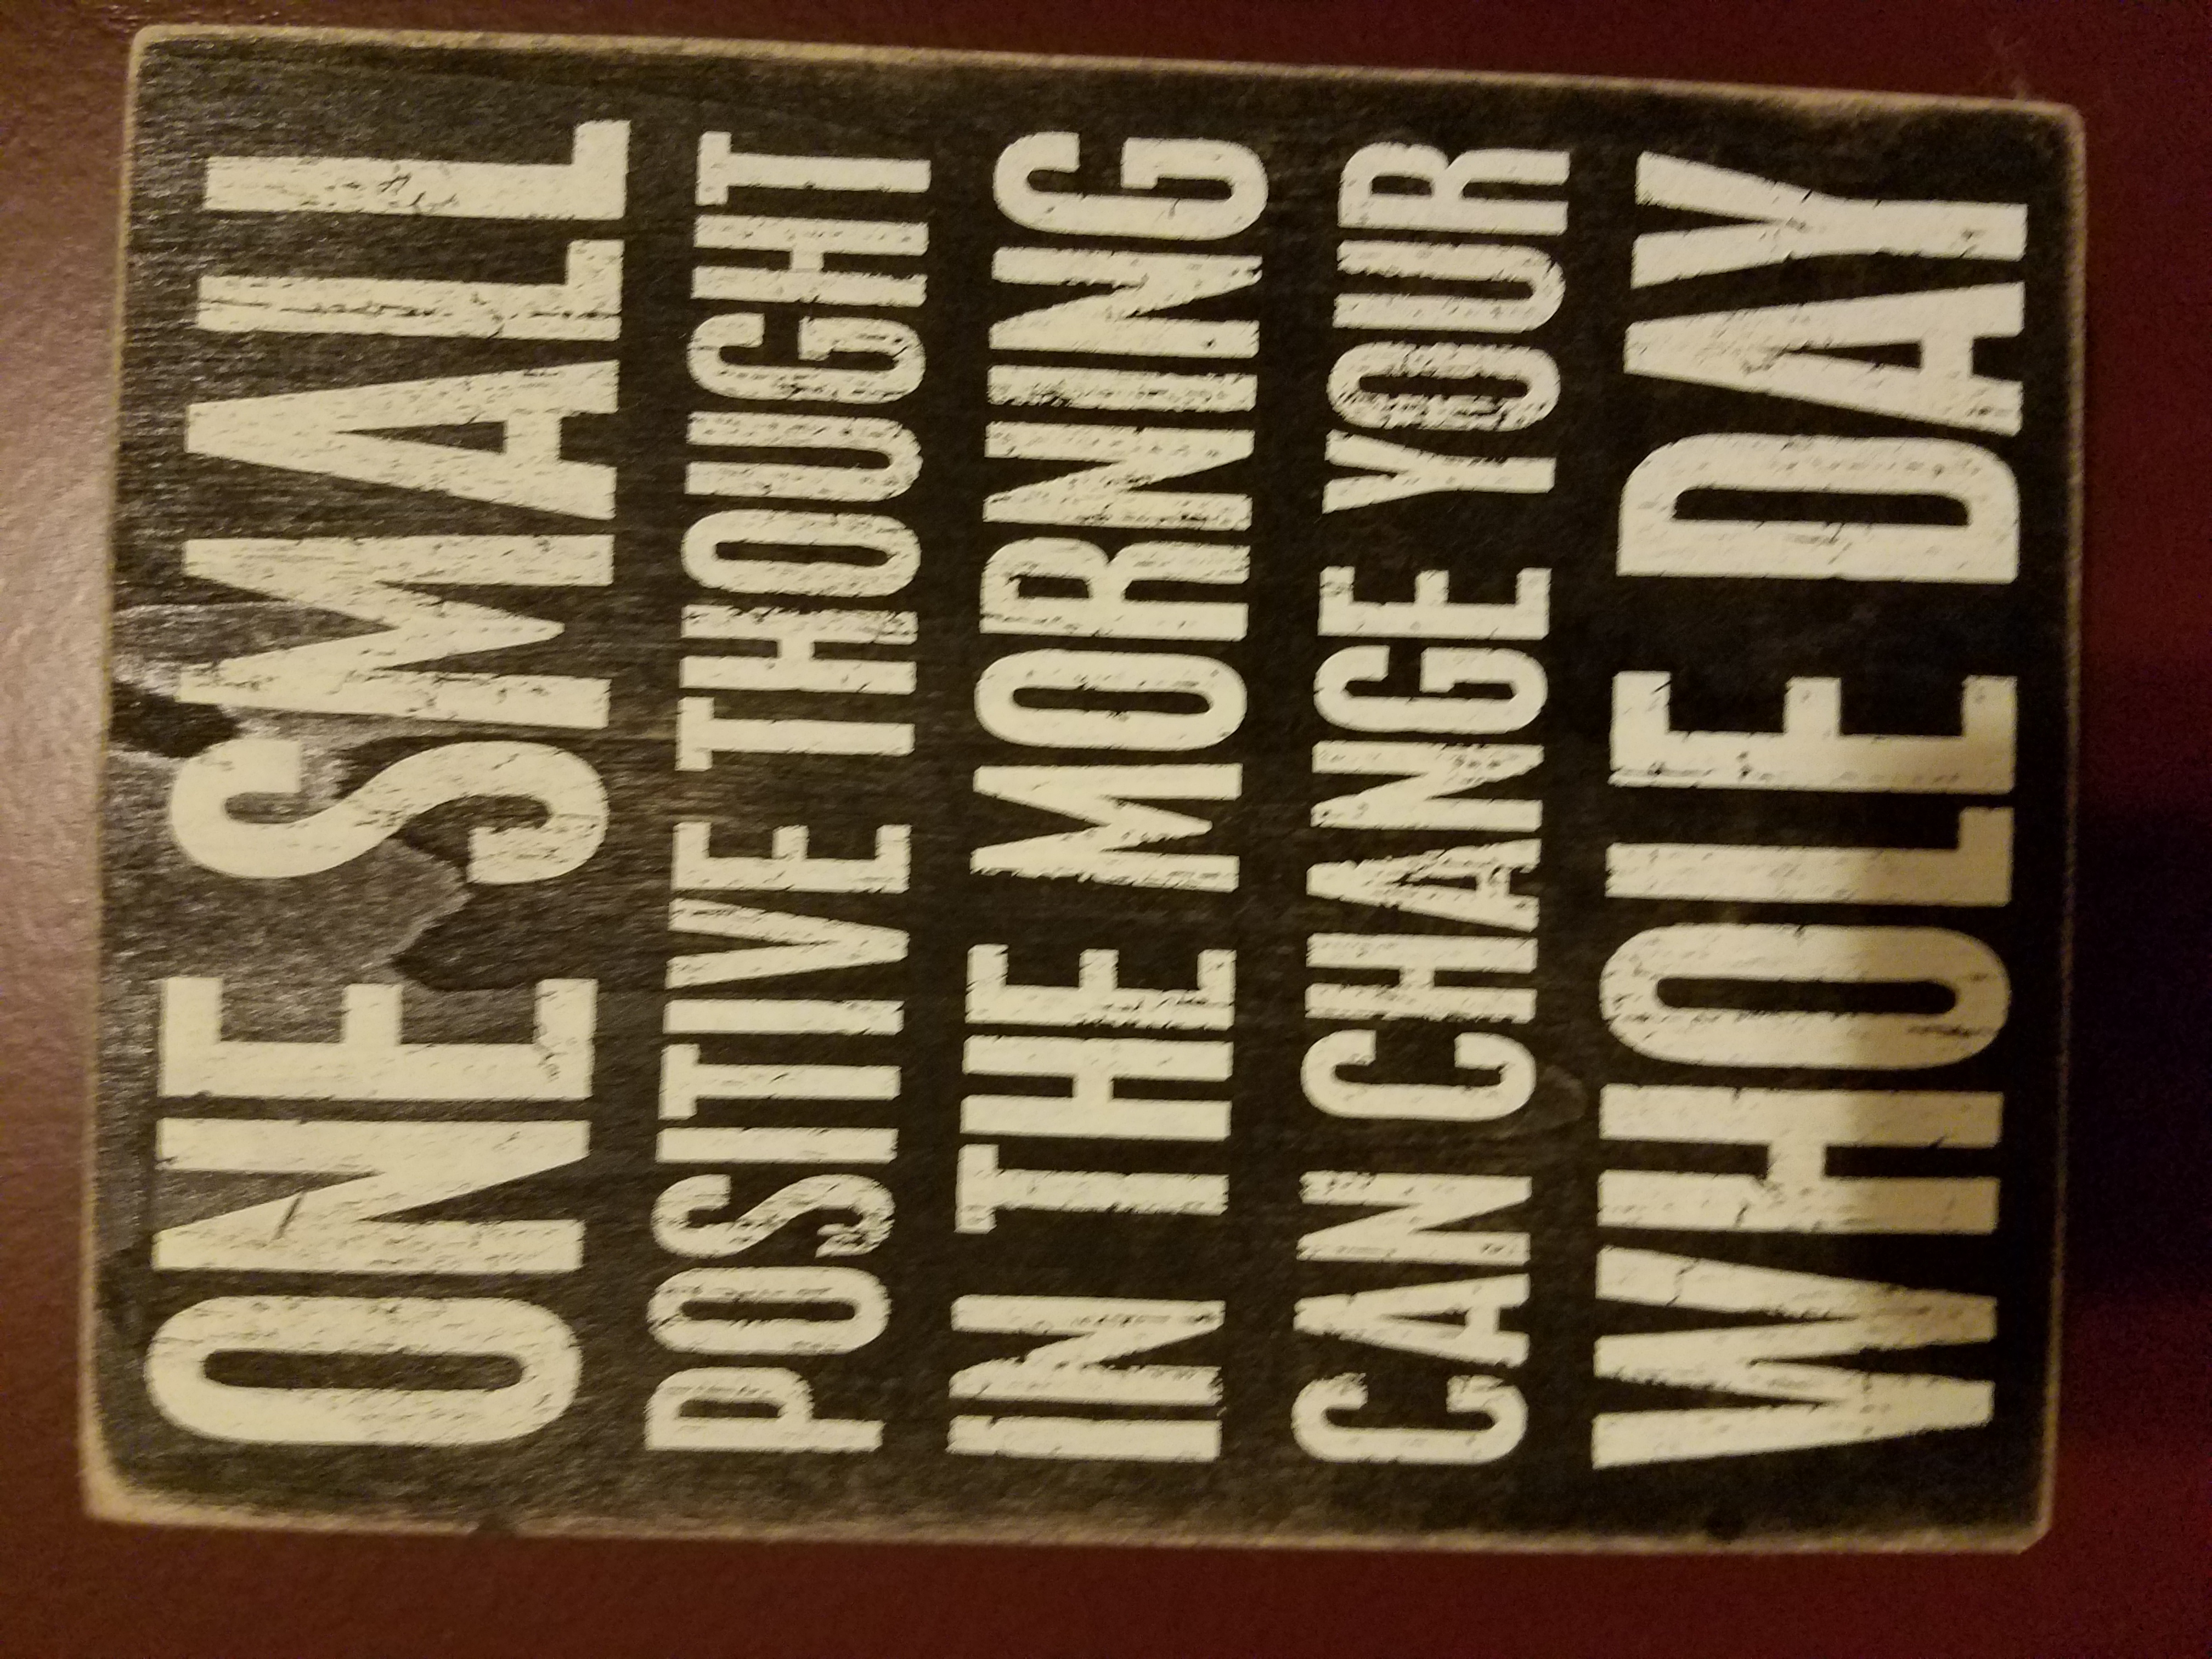 ONE SMALL
POSITIVE THOUGHT
IN THE MORNING
CAN CHANGE YOUR
WHOLE DAY